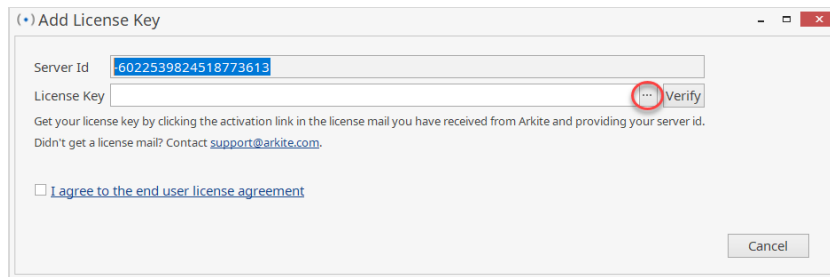 Add License Key
Server Id -6022539824518773613
License Key ... Verify
Get your license key by clicking the activation link in the license mail you have received from Arkite and providing your server id.
Didn't get a license mail? Contact support@arkite.com.
I agree to the end user license agreement
Cancel